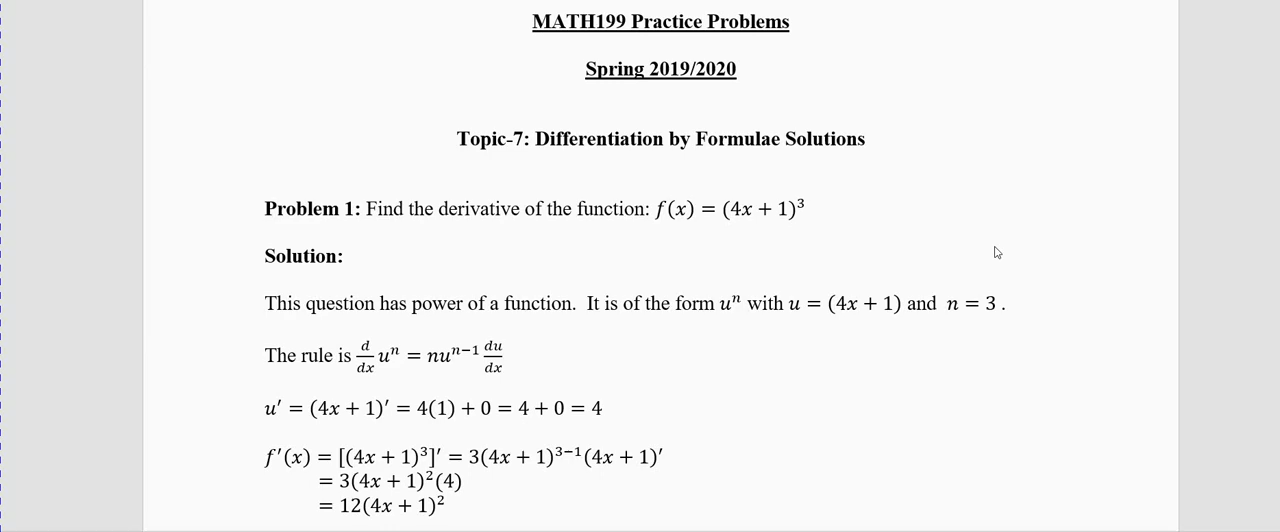 MATH199 Practice Problems
Spring 2019/2020
Topic-7: Differentiation by Formulae Solutions
Problem 1: Find the derivative of the function: f(x) = (4x + 1)³
Solution:
This question has power of a function. It is of the form uⁿ with u = (4x + 1) and n = 3 .
The rule is d/dx uⁿ = nuⁿ⁻¹ du/dx
u′ = (4x + 1)′ = 4(1) + 0 = 4 + 0 = 4
f′(x) = [(4x + 1)³]′ = 3(4x + 1)³⁻¹(4x + 1)′
= 3(4x + 1)²(4)
= 12(4x + 1)²